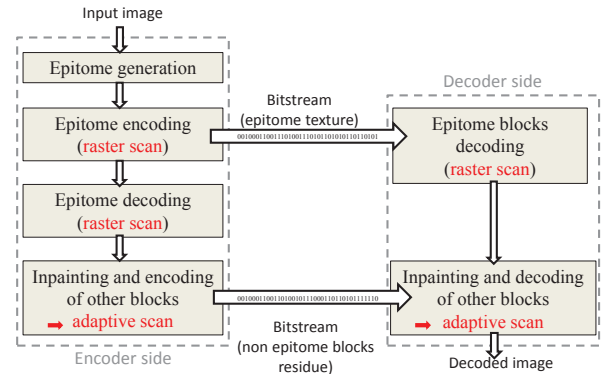 Input image
Epitome generation
Epitome encoding
(raster scan)
Epitome decoding
(raster scan)
Inpainting and encoding
of other blocks
adaptive scan
Encoder side
Bitstream
(epitome texture)
Bitstream
(non epitome blocks
residue)
Decoder side
Epitome blocks
decoding
(raster scan)
Inpainting and decoding
of other blocks
adaptive scan
Decoded image